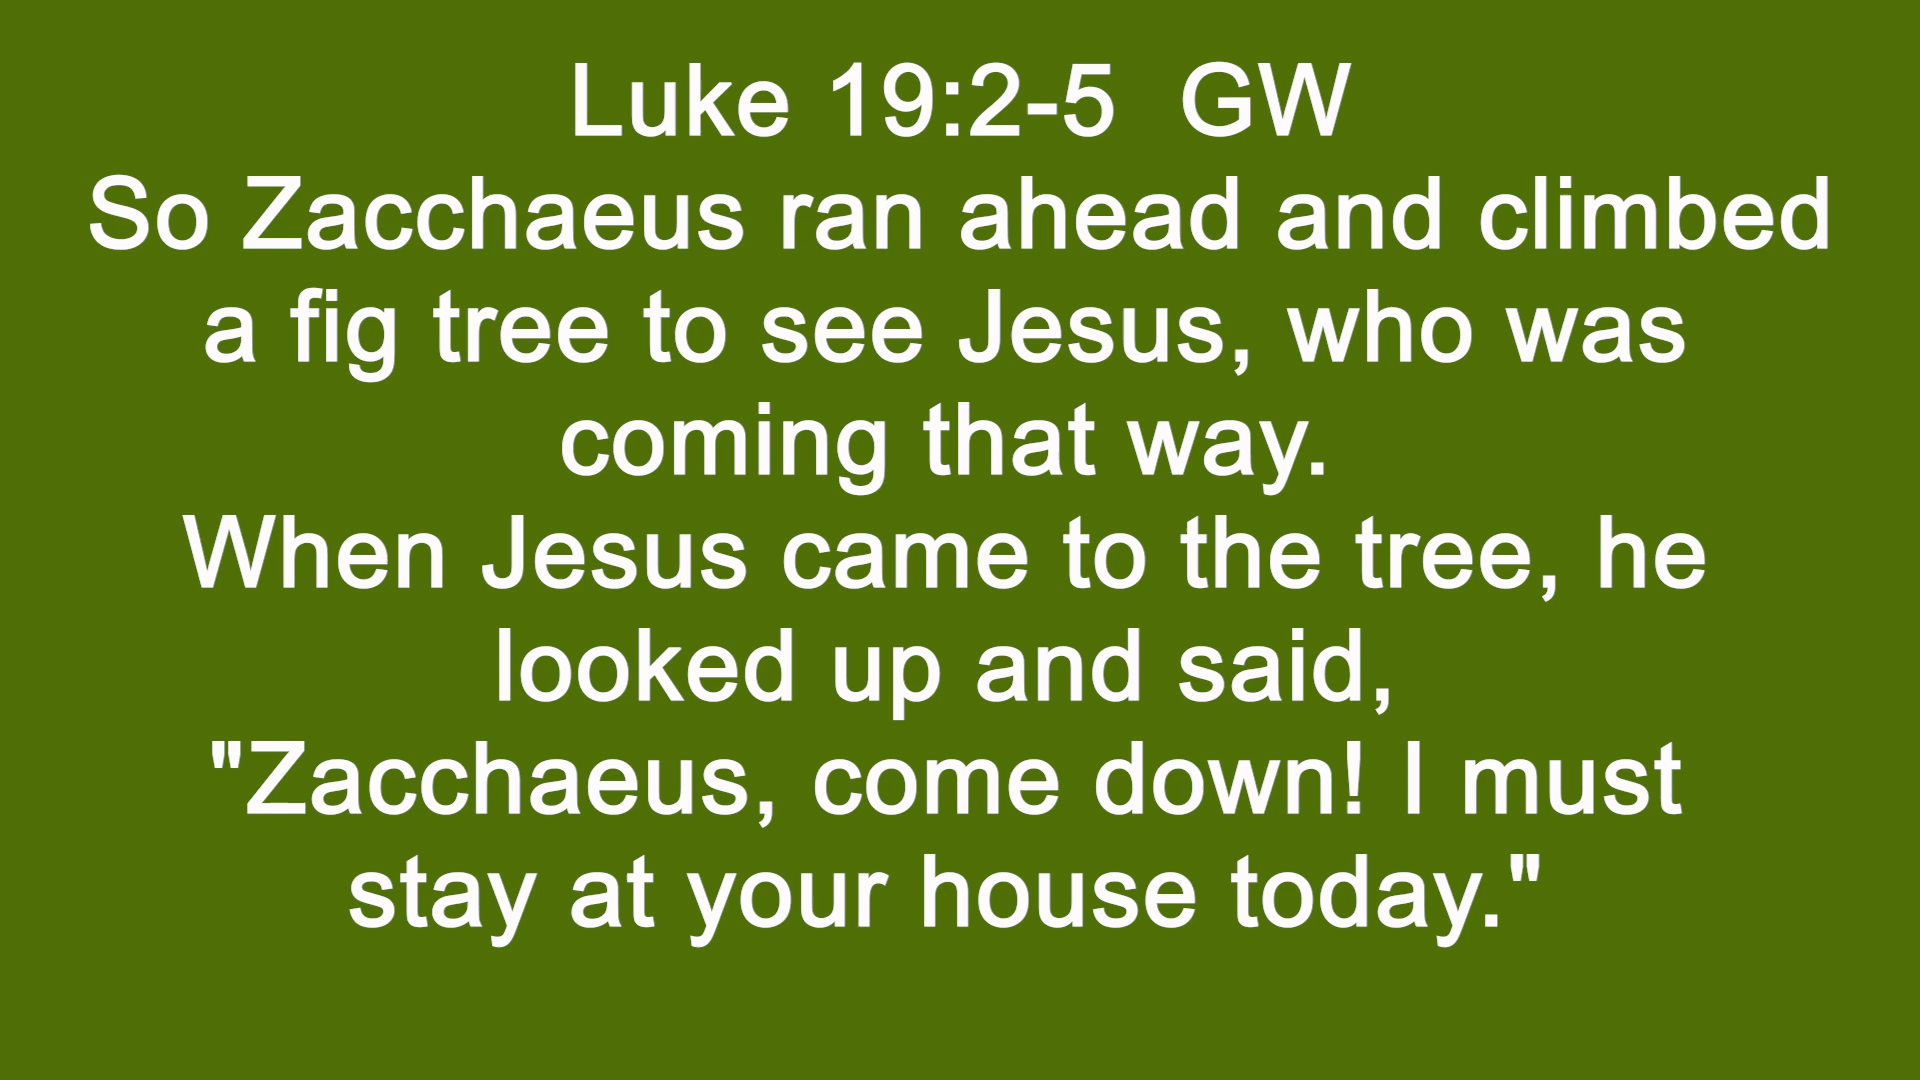 Luke 19:2-5  GW
So Zacchaeus ran ahead and climbed
a fig tree to see Jesus, who was
coming that way.
When Jesus came to the tree, he
looked up and said,
"Zacchaeus, come down! I must
stay at your house today."